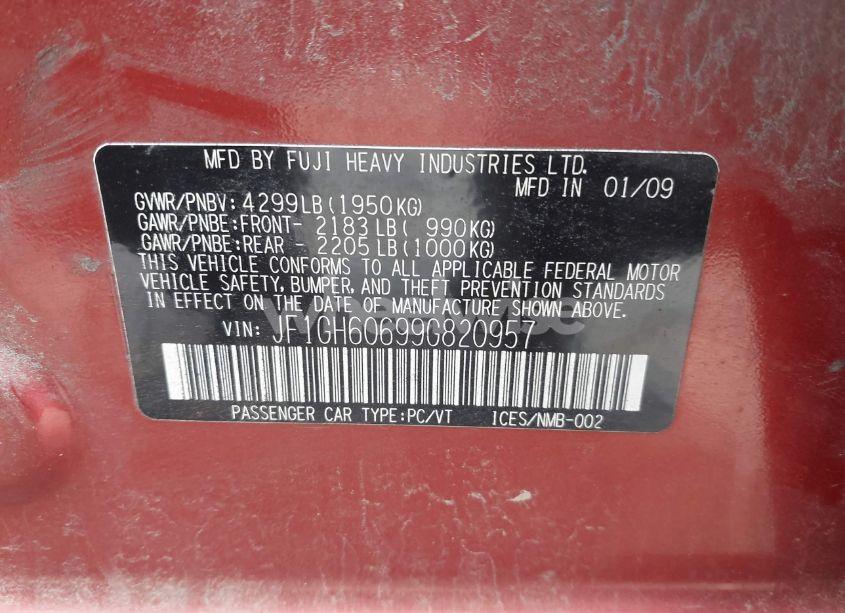 MFD BY FUJI HEAVY INDUSTRIES LTD.
MFD IN 01/09
GVWR/PNBV: 4299LB(1950KG)
GAWR/PNBE:FRONT- 2183LB( 990KG)
GAWR/PNBE:REAR - 2205LB(1000KG)
THIS VEHICLE CONFORMS TO ALL APPLICABLE FEDERAL MOTOR
VEHICLE SAFETY, BUMPER, AND THEFT PREVENTION STANDARDS
IN EFFECT ON THE DATE OF MANUFACTURE SHOWN ABOVE.
VIN: JF1GH60699G820957
PASSENGER CAR TYPE:PC/VT ICES/NMB-002